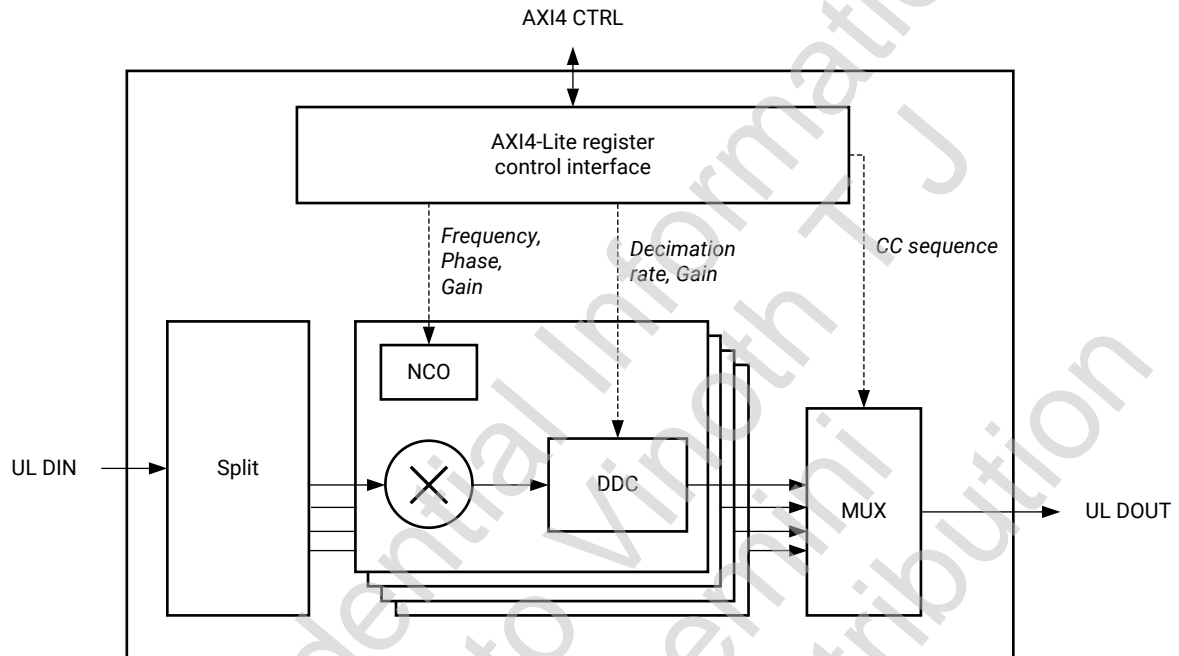 AXI4 CTRL
AXI4-Lite register
control interface
Frequency,
Phase,
Gain
Decimation
rate, Gain
CC sequence
NCO
UL DIN
Split
DDC
MUX
UL DOUT
Vinoth T J